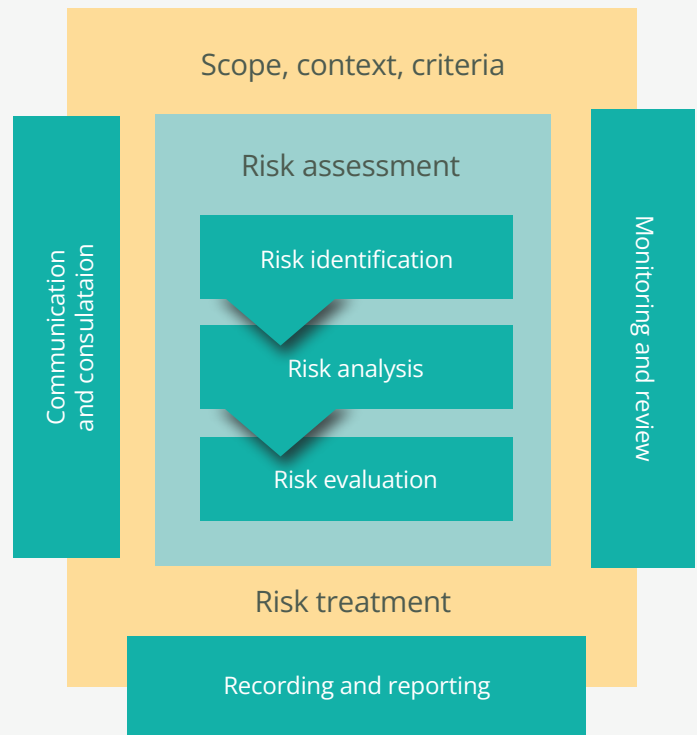 Scope, context, criteria
Risk assessment
Communication
and consulataion
Risk identification
Risk analysis
Risk evaluation
Monitoring and review
Risk treatment
Recording and reporting